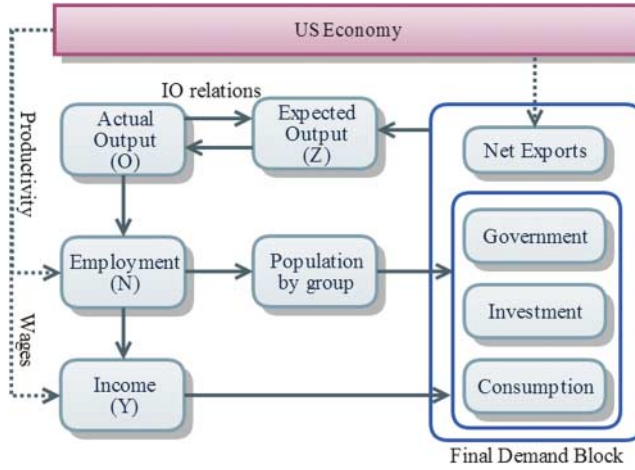 US Economy
IO relations
Actual
Output
(O)
Expected
Output
(Z)
Net Exports
Productivity
Government
Employment
(N)
Population
by group
Investment
Wages
Income
(Y)
Consumption
Final Demand Block